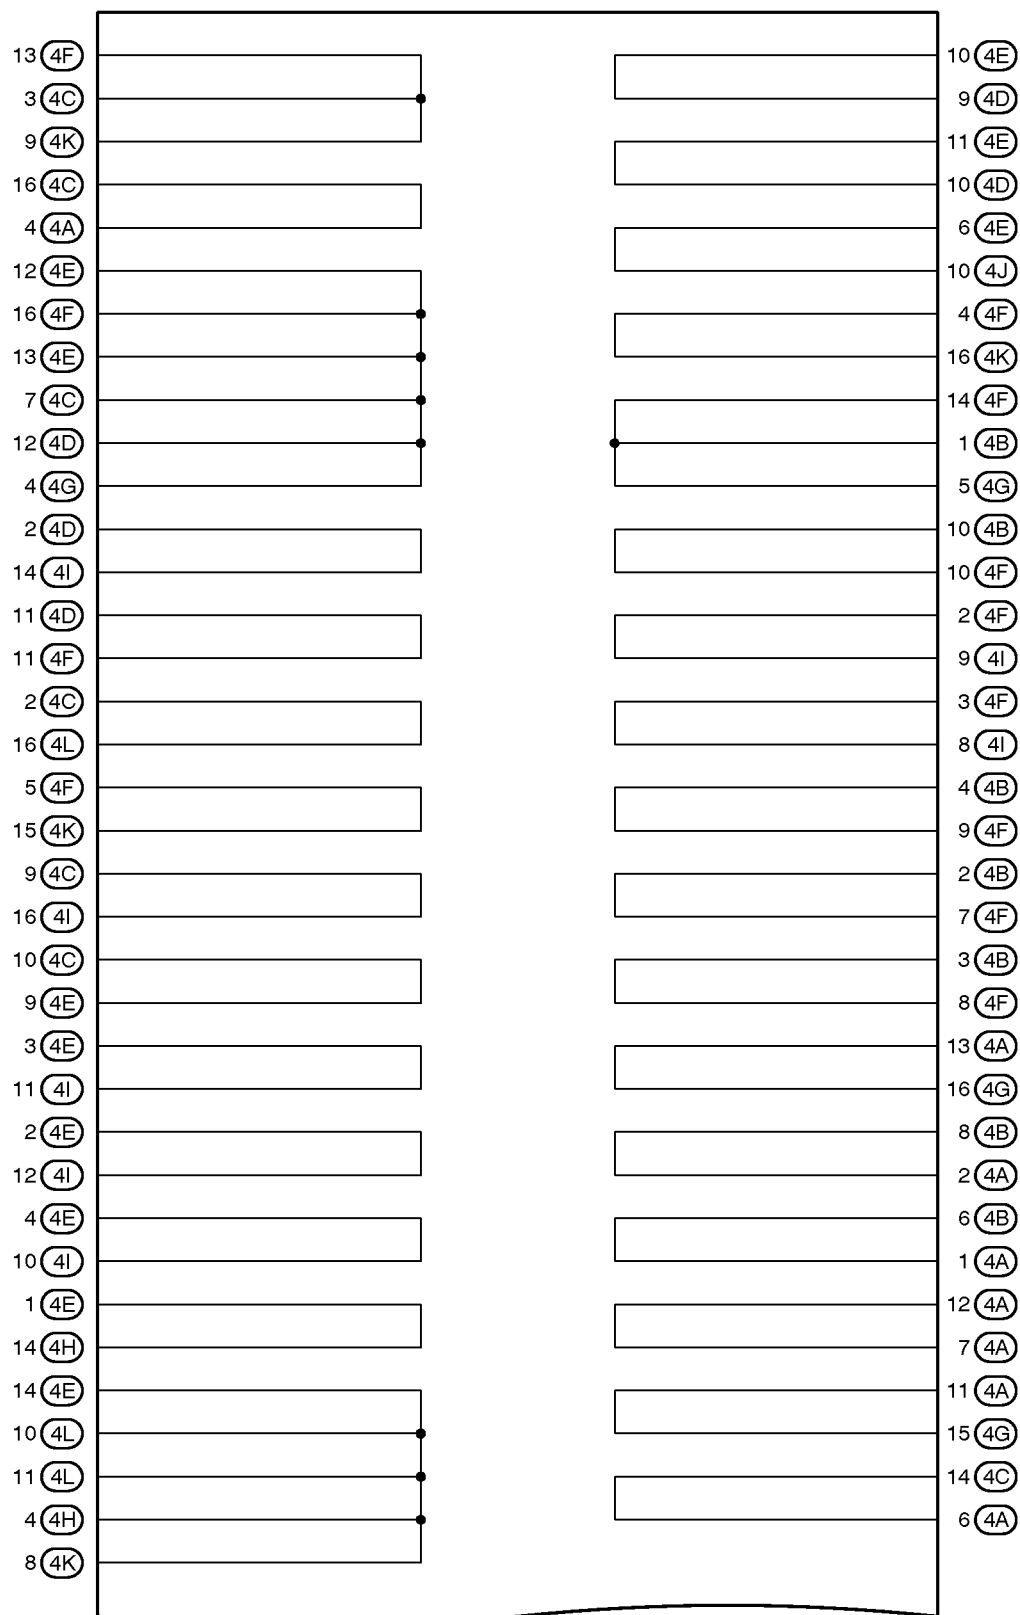 13 4F 10 4E
3 4C 9 4D
9 4K 11 4E
16 4C 10 4D
4 4A 6 4E
12 4E 10 4J
16 4F 4 4F
13 4E 16 4K
7 4C 14 4F
12 4D 1 4B
4 4G 5 4G
2 4D 10 4B
14 4I 10 4F
11 4D 2 4F
11 4F 9 4I
2 4C 3 4F
16 4L 8 4I
5 4F 4 4B
15 4K 9 4F
9 4C 2 4B
16 4I 7 4F
10 4C 3 4B
9 4E 8 4F
3 4E 13 4A
11 4I 16 4G
2 4E 8 4B
12 4I 2 4A
4 4E 6 4B
10 4I 1 4A
1 4E 12 4A
14 4H 7 4A
14 4E 11 4A
10 4L 15 4G
11 4L 14 4C
4 4H 6 4A
8 4K